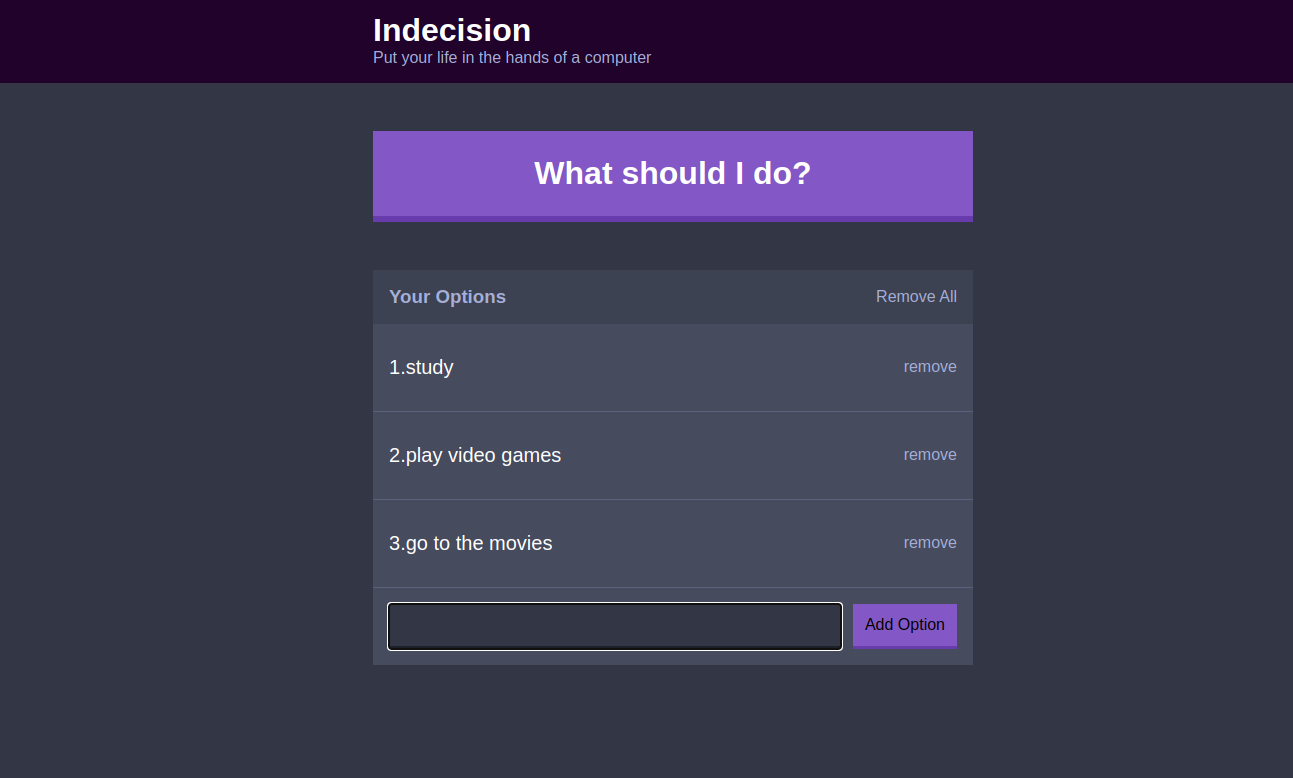 Indecision
Put your life in the hands of a computer
What should I do?
Your Options Remove All
1.study remove
2.play video games remove
3.go to the movies remove
Add Option